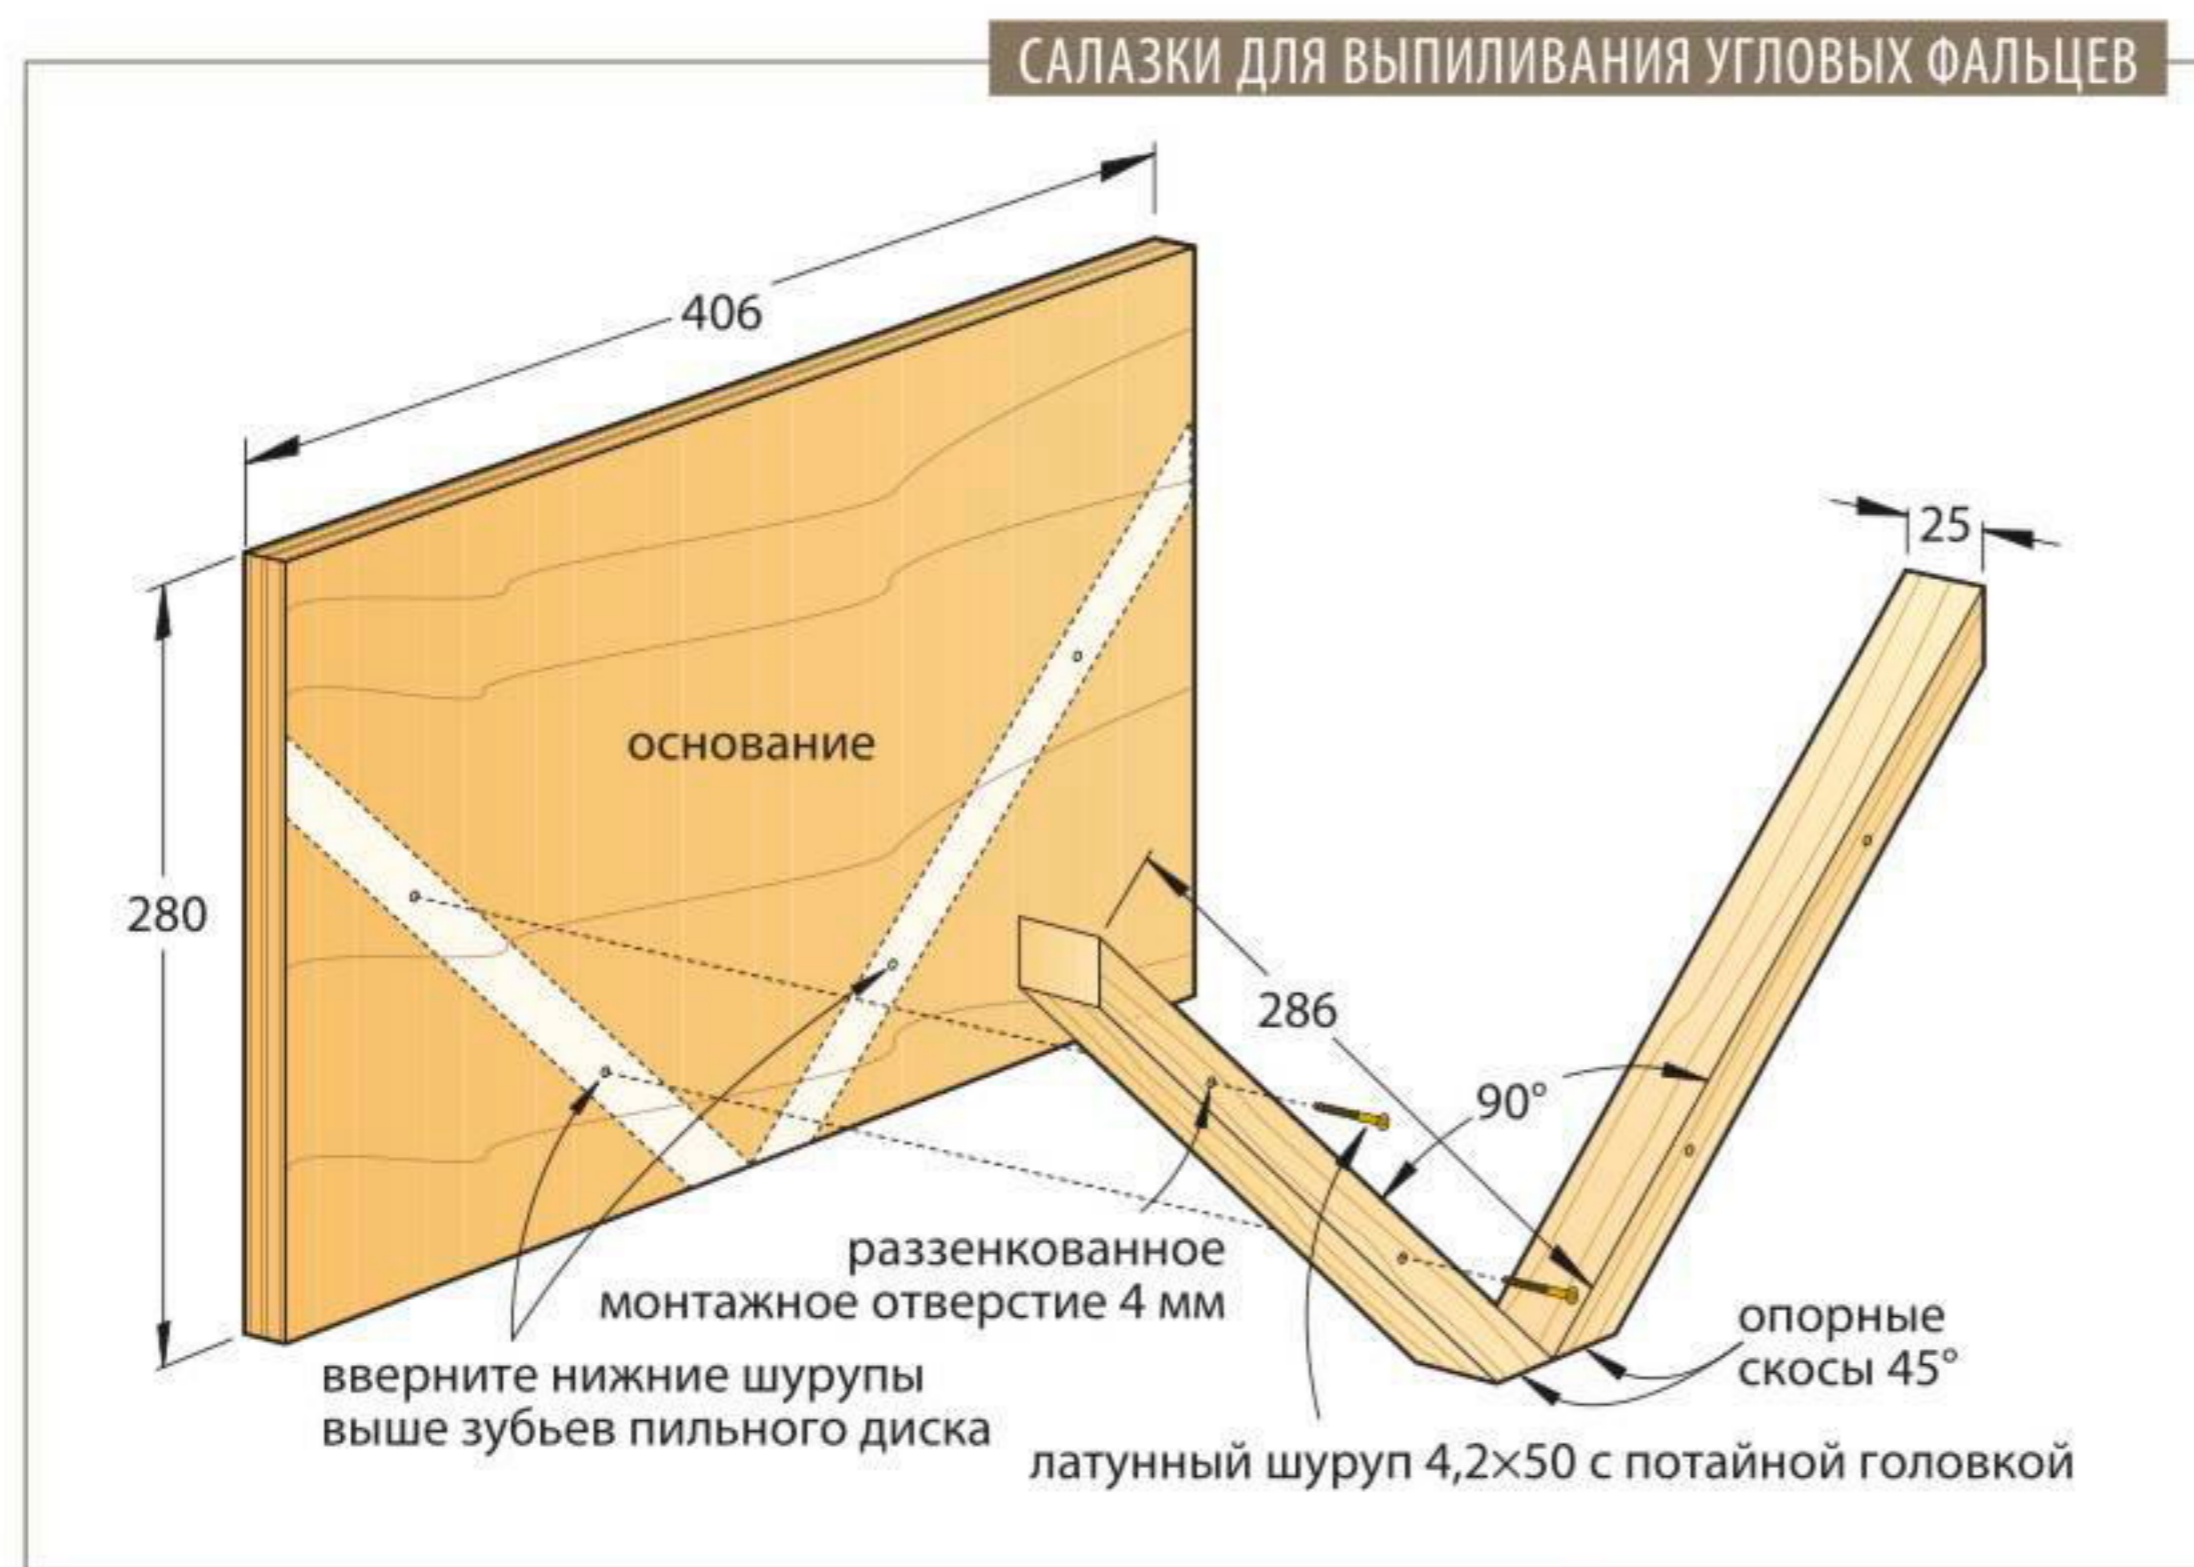 САЛАЗКИ ДЛЯ ВЫПИЛИВАНИЯ УГЛОВЫХ ФАЛЬЦЕВ
406
25
основание
280
286
90°
раззенкованное
монтажное отверстие 4 мм
опорные
скосы 45°
вверните нижние шурупы
выше зубьев пильного диска
латунный шуруп 4,2×50 с потайной головкой